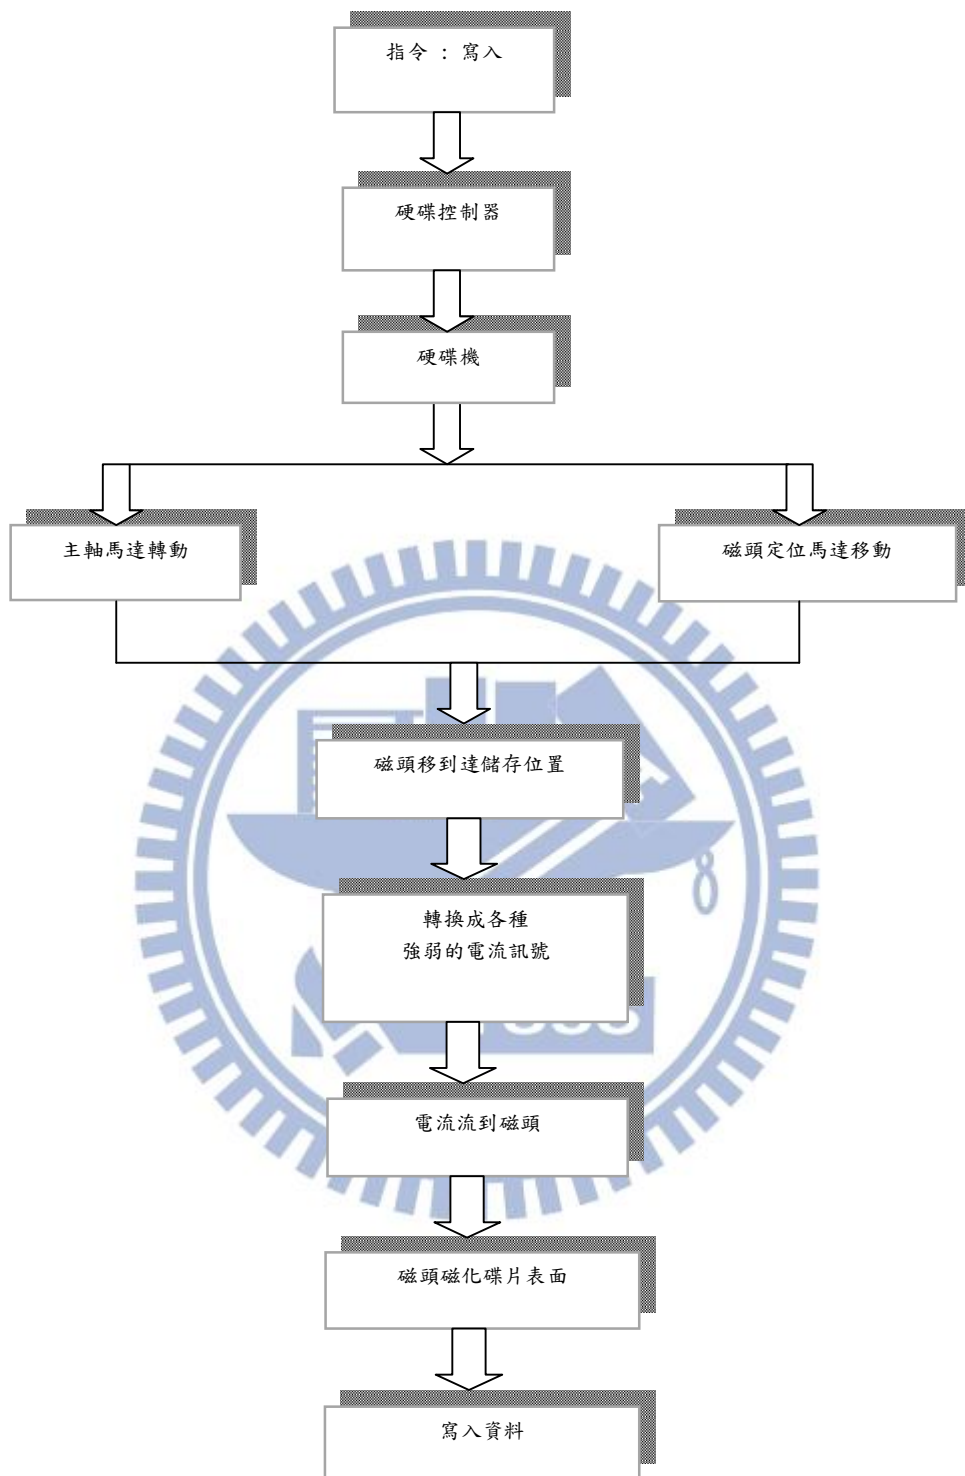 指令 : 寫入
硬碟控制器
硬碟機
主軸馬達轉動
磁頭定位馬達移動
磁頭移到達儲存位置
轉換成各種
強弱的電流訊號
電流流到磁頭
磁頭磁化碟片表面
寫入資料